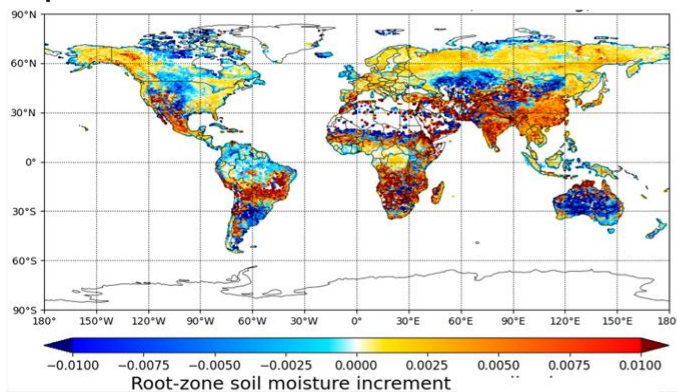 90°N
60°N
30°N
0°
30°S
60°S
90°S
180° 150°W 120°W 90°W 60°W 30°W 0° 30°E 60°E 90°E 120°E 150°E 180°
−0.0100 −0.0075 −0.0050 −0.0025 0.0000 0.0025 0.0050 0.0075 0.0100
Root-zone soil moisture increment